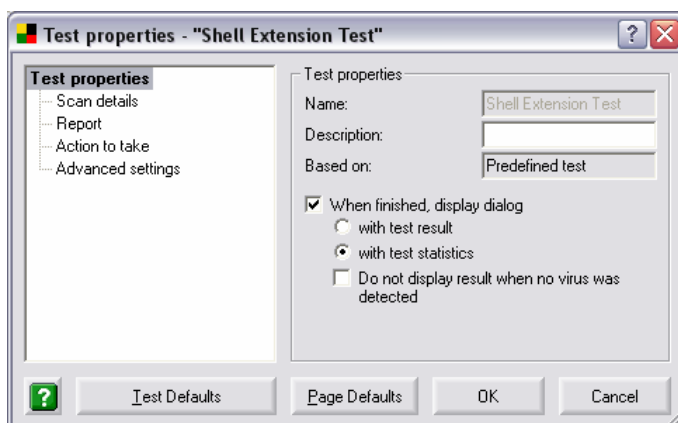 Test properties - "Shell Extension Test"
?
Test properties
Scan details
Report
Action to take
Advanced settings
Test properties
Name:
Shell Extension Test
Description:
Based on:
Predefined test
When finished, display dialog
with test result
with test statistics
Do not display result when no virus was
detected
?
Test Defaults
Page Defaults
OK
Cancel